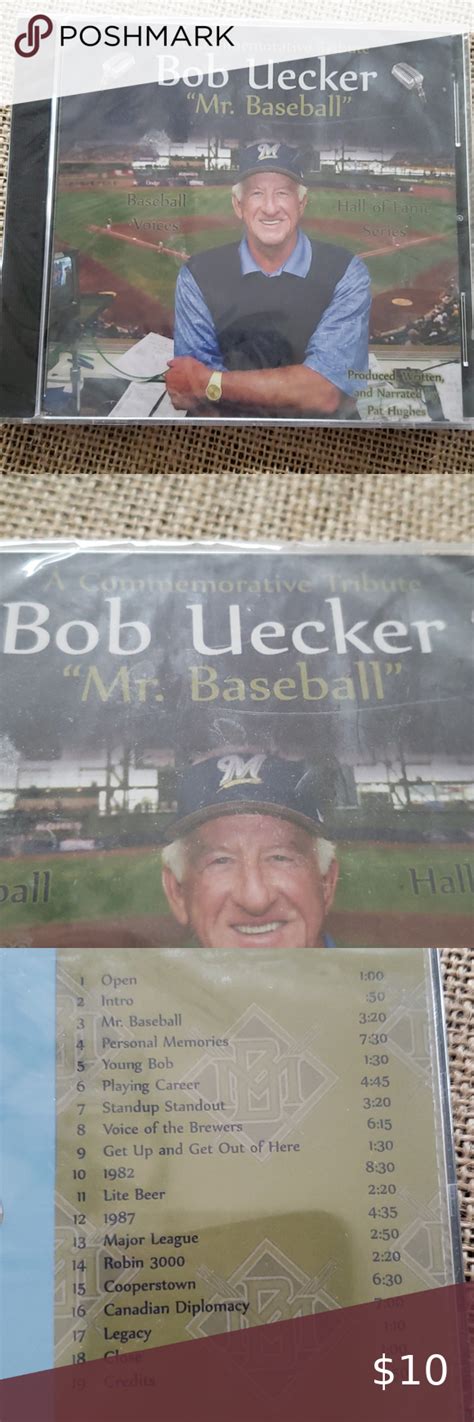 POSHMARK
Commemorative Tribute
Bob Uecker
"Mr. Baseball"
M
Baseball
Voices
Hall of Fame
Series
Produced, Written,
and Narrated
Pat Hughes
A Commemorative Tribute
Bob Uecker
"Mr. Baseball"
M
ball
Hall
1 Open 1:00
2 Intro :50
3 Mr. Baseball 3:20
4 Personal Memories 7:30
5 Young Bob 1:30
6 Playing Career 4:45
7 Standup Standout 3:20
8 Voice of the Brewers 6:15
9 Get Up and Get Out of Here 1:30
10 1982 8:30
11 Lite Beer 2:20
12 1987 4:35
13 Major League 2:50
14 Robin 3000 2:20
15 Cooperstown 6:30
16 Canadian Diplomacy 7:00
17 Legacy
18 Close
19 Credits
$10